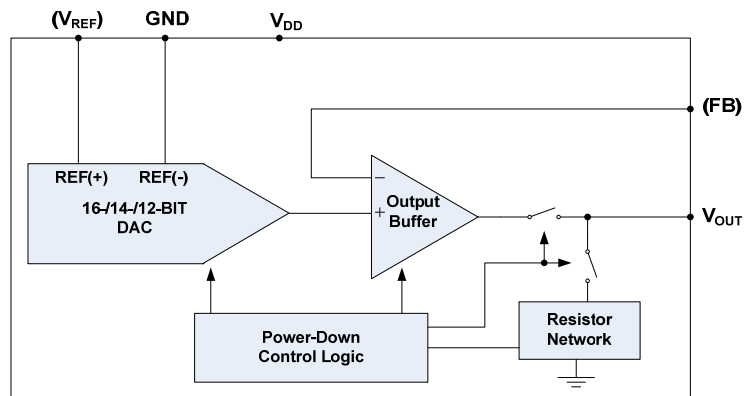 (VREF) GND VDD
(FB)
REF(+) REF(-)
16-/14-/12-BIT
DAC
−
+
Output
Buffer
VOUT
Power-Down
Control Logic
Resistor
Network